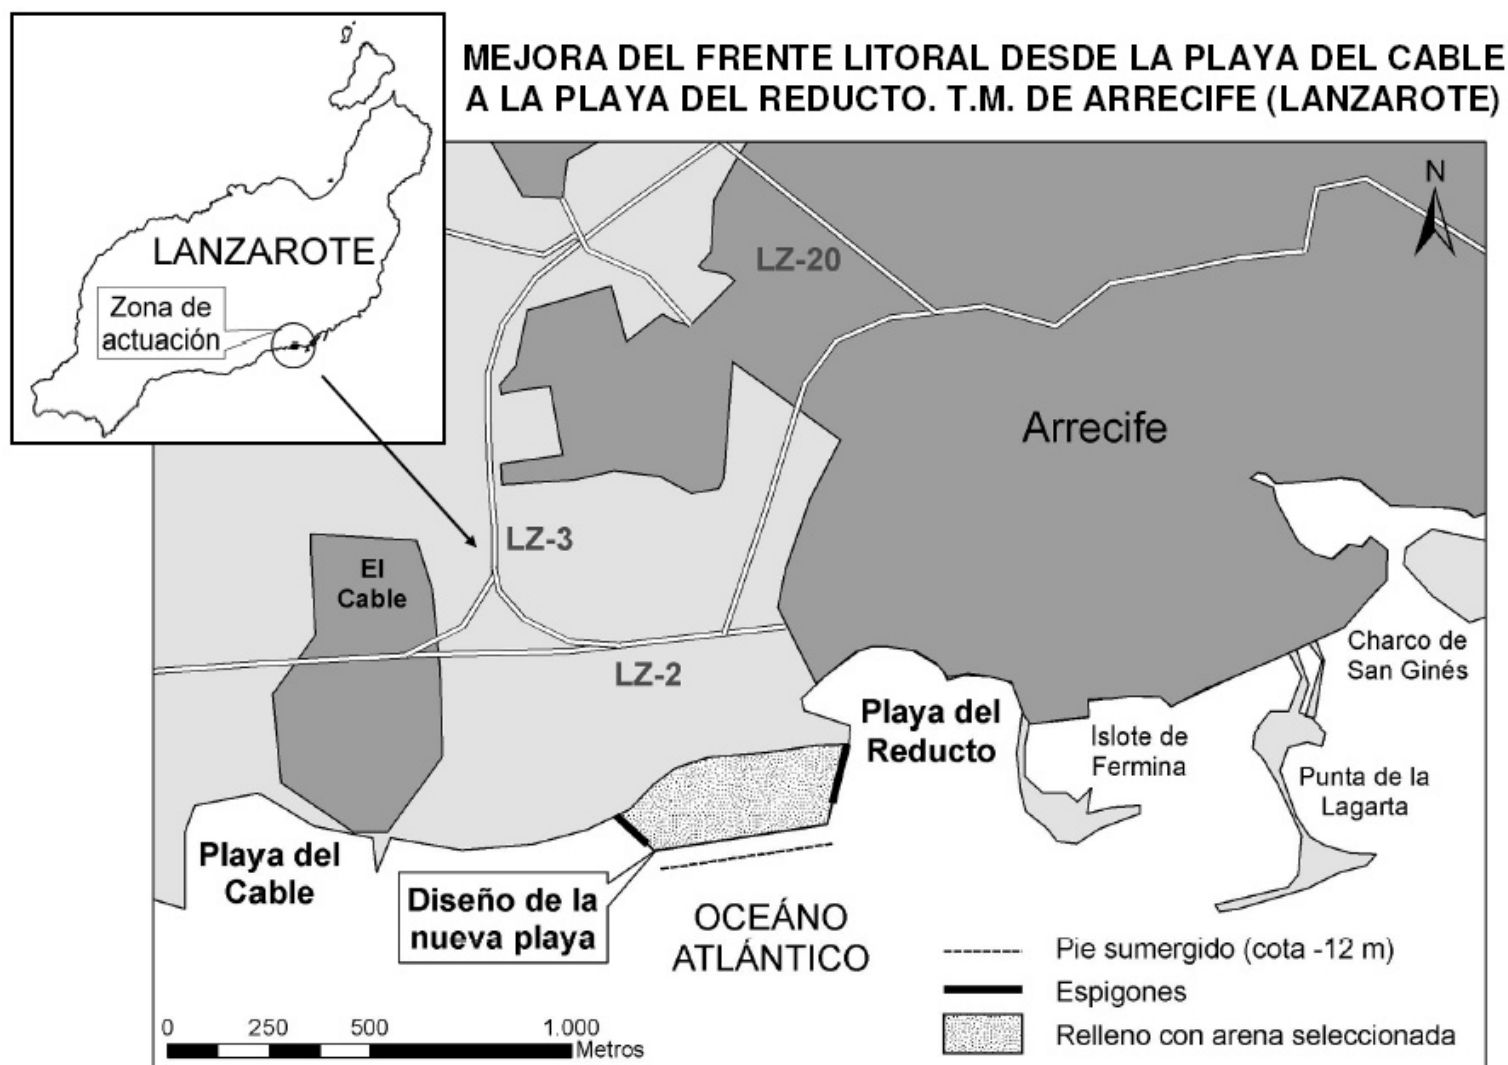 MEJORA DEL FRENTE LITORAL DESDE LA PLAYA DEL CABLE
A LA PLAYA DEL REDUCTO. T.M. DE ARRECIFE (LANZAROTE)
LANZAROTE
Zona de
actuación
N
LZ-20
Arrecife
LZ-3
El
Cable
LZ-2
Charco de
San Ginés
Playa del
Reducto
Islote de
Fermina
Punta de la
Lagarta
Playa del
Cable
Diseño de la
nueva playa
OCEÁNO
ATLÁNTICO
Pie sumergido (cota -12 m)
Espigones
Relleno con arena seleccionada
0 250 500 1.000
Metros